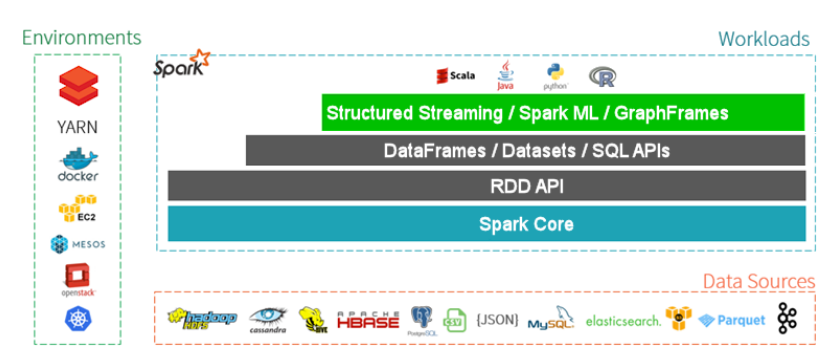 Environments
Workloads
Spark
Scala
Java
python
R
YARN
Structured Streaming / Spark ML / GraphFrames
docker
DataFrames / Datasets / SQL APIs
EC2
RDD API
MESOS
Spark Core
openstack
Data Sources
hadoop
HDFS
cassandra
HIVE
APACHE
HBASE
PostgreSQL
CSV
{JSON}
MySQL
elasticsearch.
Parquet